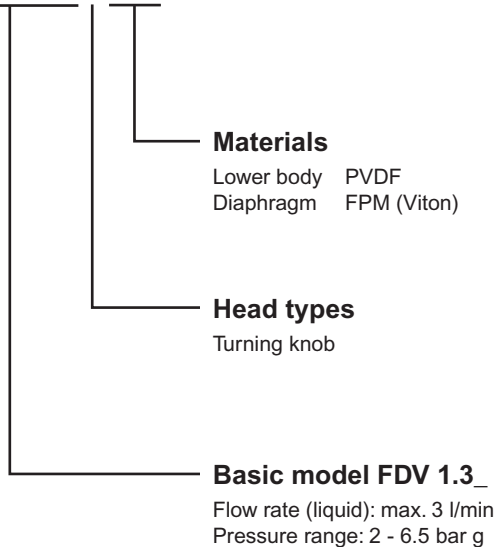 Materials
Lower body PVDF
Diaphragm FPM (Viton)
Head types
Turning knob
Basic model FDV 1.3_
Flow rate (liquid): max. 3 l/min
Pressure range: 2 - 6.5 bar g